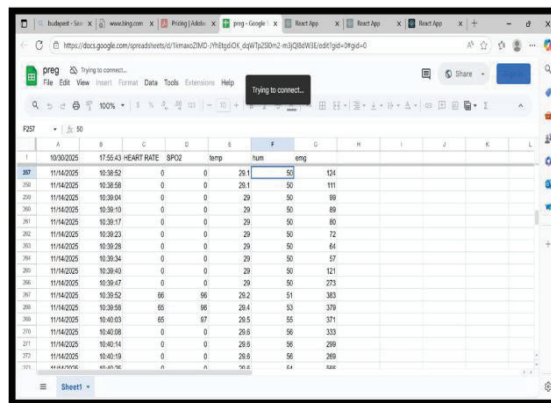 budapest - Go
www.bing.com
Pricing | Adobe
preg - Google
React App
React App
React App
preg
Trying to connect...
Share
File Edit View Insert Format Data Tools Extensions Help
Trying to connect...
100%
F257 fx 50
A B C D E F G H I J K L
1 10/30/2025 17:55:43 HEART RATE SPO2 temp hum emg
257 11/14/2025 10:38:52 0 0 29.1 50 124
258 11/14/2025 10:38:58 0 0 29.1 50 111
259 11/14/2025 10:39:04 0 0 29 50 99
260 11/14/2025 10:39:10 0 0 29 50 89
261 11/14/2025 10:39:17 0 0 29 50 80
262 11/14/2025 10:39:23 0 0 29 50 72
263 11/14/2025 10:39:28 0 0 29 50 64
264 11/14/2025 10:39:34 0 0 29 50 57
265 11/14/2025 10:39:40 0 0 29 50 121
266 11/14/2025 10:39:47 0 0 29 50 273
267 11/14/2025 10:39:52 66 96 29.2 51 383
268 11/14/2025 10:39:58 65 96 29.4 53 379
269 11/14/2025 10:40:03 65 97 29.5 55 371
270 11/14/2025 10:40:08 0 0 29.6 56 333
271 11/14/2025 10:40:14 0 0 29.6 56 299
272 11/14/2025 10:40:19 0 0 29.6 56 269
Sheet1